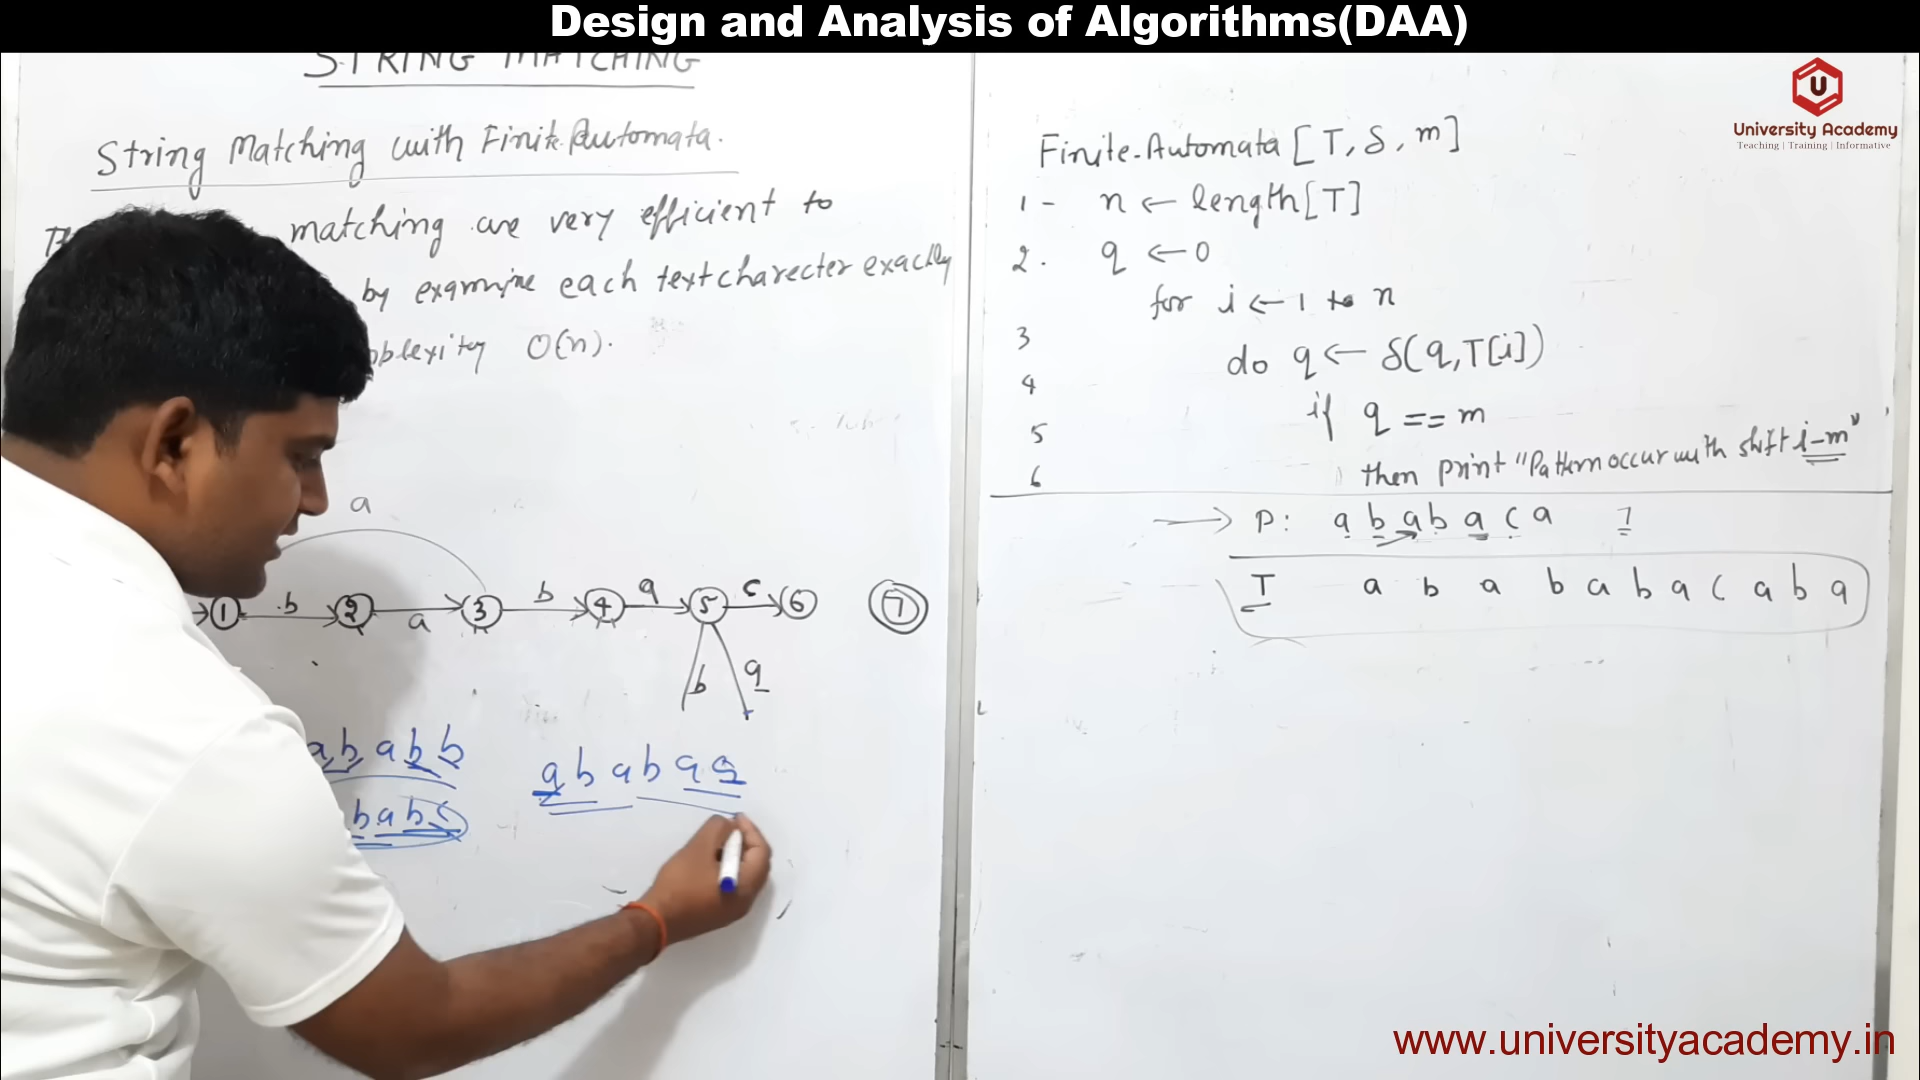 Design and Analysis of Algorithms(DAA)
STRING MATCHING
String Matching with Finite Automata.
matching are very efficient to
by examine each text charecter exactly
O(n).
a
1 b 2 a 3 b 4 a 5 c 6 7
b a
a b a b b
b a b
a b a b a a
U
University Academy
Teaching | Training | Informative
Finite-Automata [T, δ, m]
1- n ← length[T]
2. q ← 0
for i ← 1 to n
3 do q ← δ(q, T[i])
4 if q == m
5 then print "Pattern occur with shift i-m"
6
→ P: a b a b a c a 7
T a b a b a b a c a b a
www.universityacademy.in